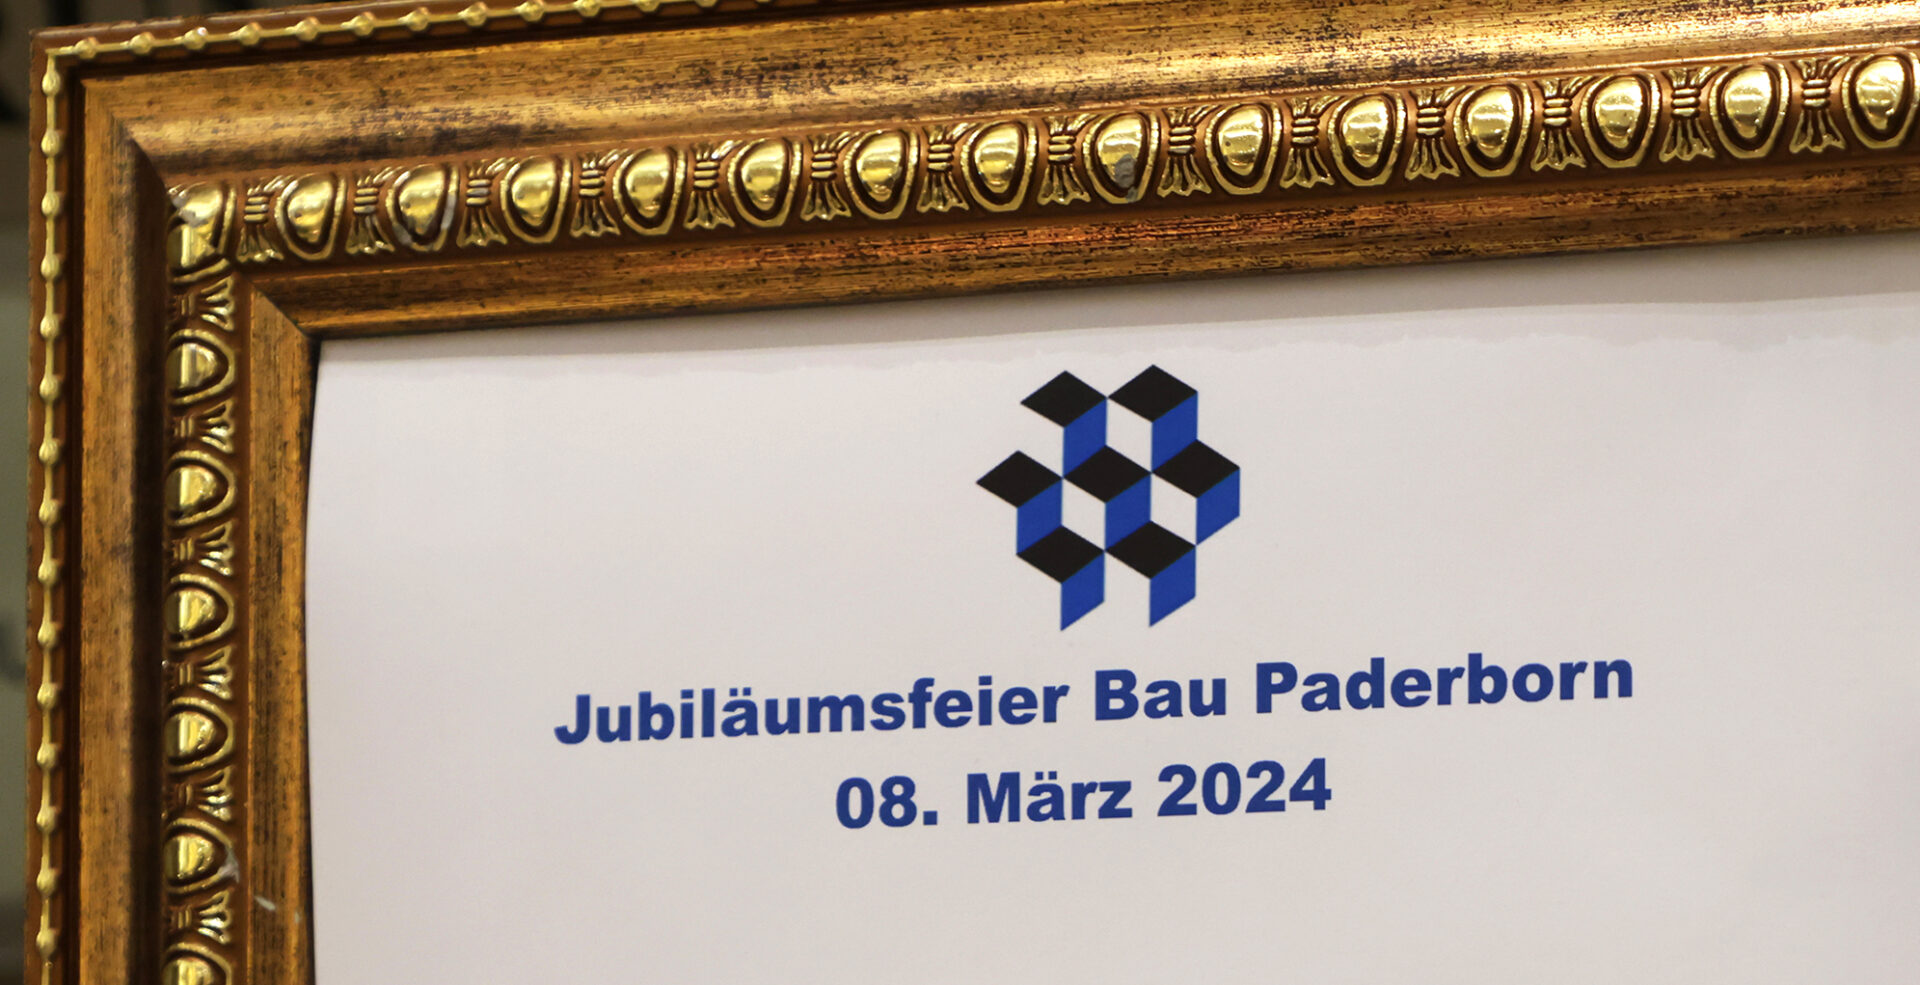 Jubiläumsfeier Bau Paderborn
08. März 2024